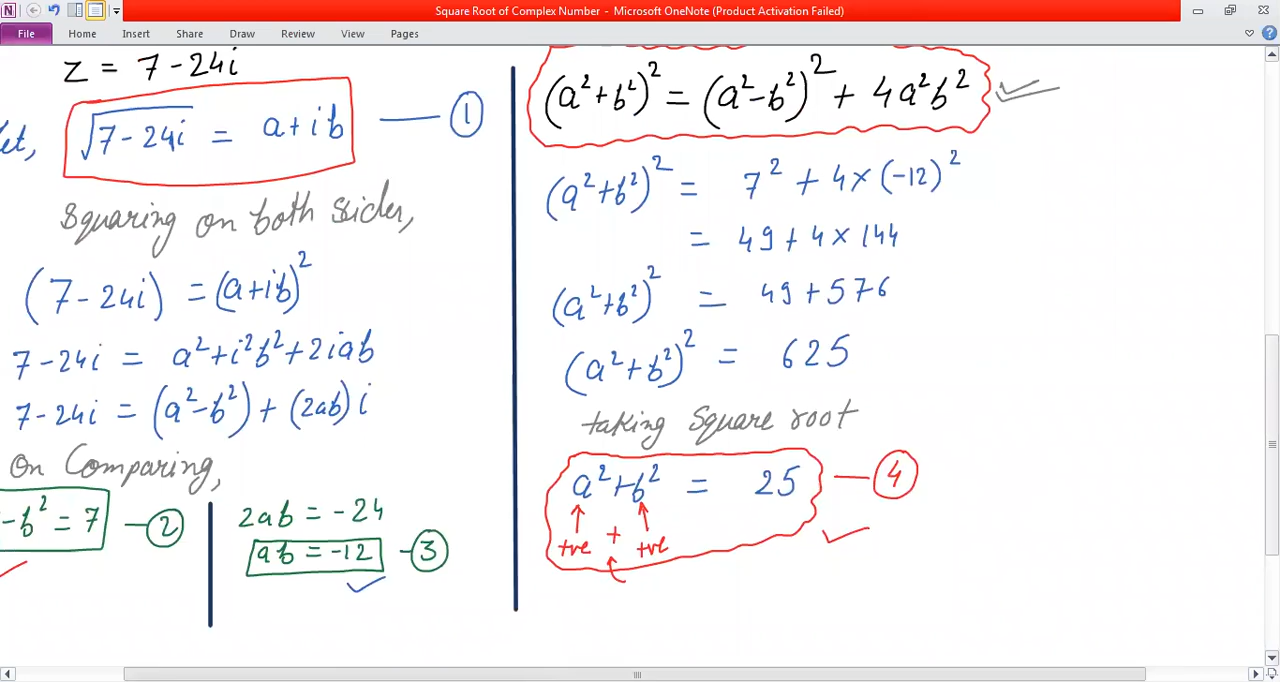 Square Root of Complex Number - Microsoft OneNote (Product Activation Failed)
File Home Insert Share Draw Review View Pages
z = 7 - 24i
let, √7-24i = a+ib — 1
Squaring on both sides,
(7-24i) = (a+ib)²
7-24i = a²+i²b²+2iab
7-24i = (a²-b²) + (2ab)i
On Comparing,
-b² = 7 — 2
2ab = -24
ab = -12 — 3
(a²+b²)² = (a²-b²)² + 4a²b²
(a²+b²)² = 7² + 4×(-12)²
= 49 + 4×144
(a²+b²)² = 49+576
(a²+b²)² = 625
taking Square root
a²+b² = 25 — 4
+ve + +ve